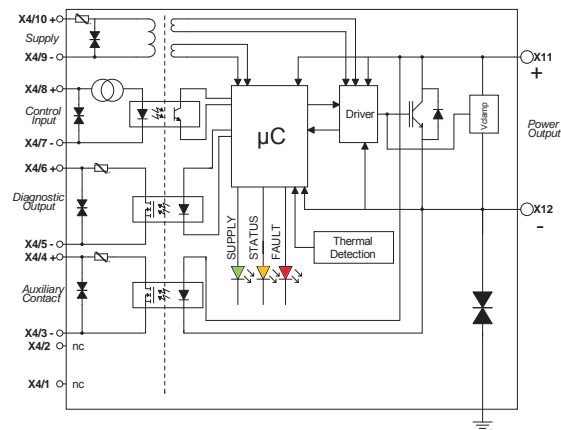 X4/10 +
Supply
X4/9 -
X4/8 +
Control
Input
X4/7 -
X4/6 +
Diagnostic
Output
X4/5 -
X4/4 +
Auxiliary
Contact
X4/3 -
X4/2 nc
X4/1 nc
µC
Driver
Vclamp
X11
+
Power
Output
X12
-
SUPPLY
STATUS
FAULT
Thermal
Detection